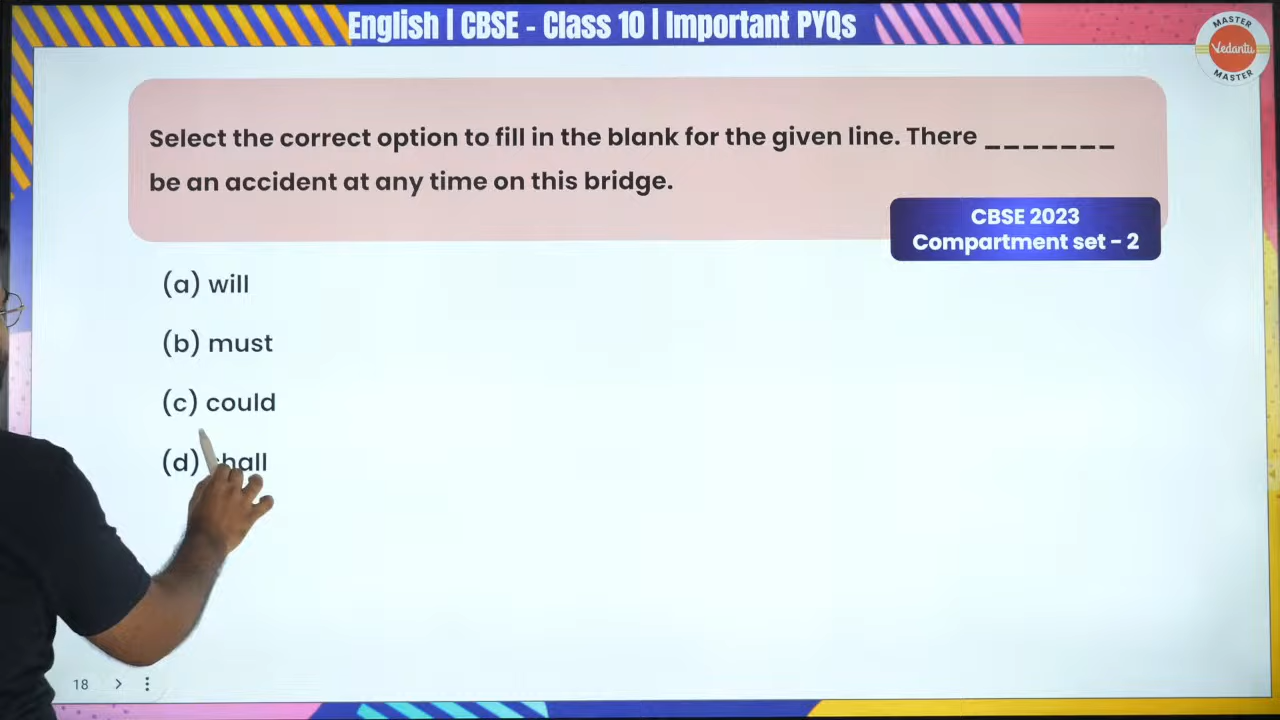 English | CBSE - Class 10 | Important PYQs
MASTER
Vedantu
MASTER
Select the correct option to fill in the blank for the given line. There _______
be an accident at any time on this bridge.
CBSE 2023
Compartment set - 2
(a) will
(b) must
(c) could
(d) shall
18